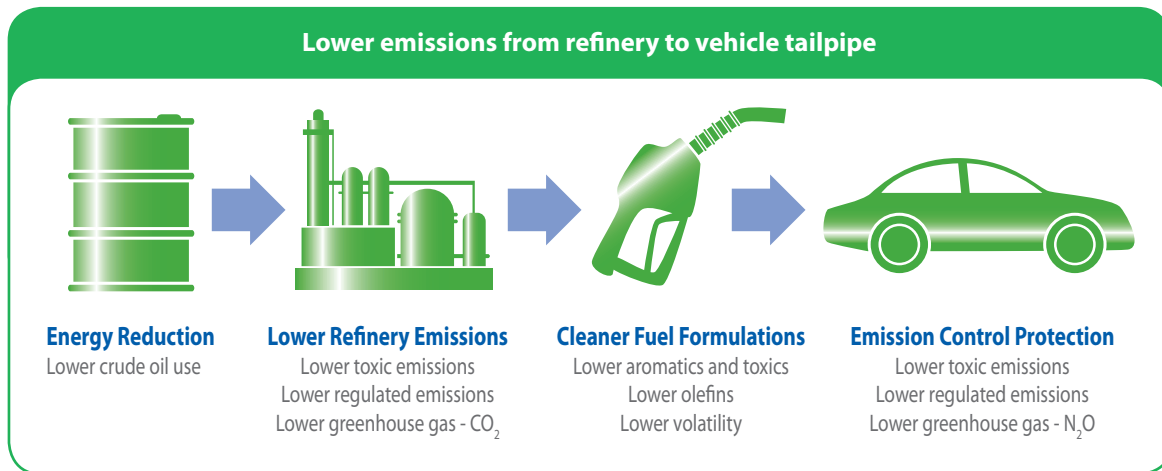 Lower emissions from refinery to vehicle tailpipe
Energy Reduction
Lower crude oil use
Lower Refinery Emissions
Lower toxic emissions
Lower regulated emissions
Lower greenhouse gas - CO₂
Cleaner Fuel Formulations
Lower aromatics and toxics
Lower olefins
Lower volatility
Emission Control Protection
Lower toxic emissions
Lower regulated emissions
Lower greenhouse gas - N₂O